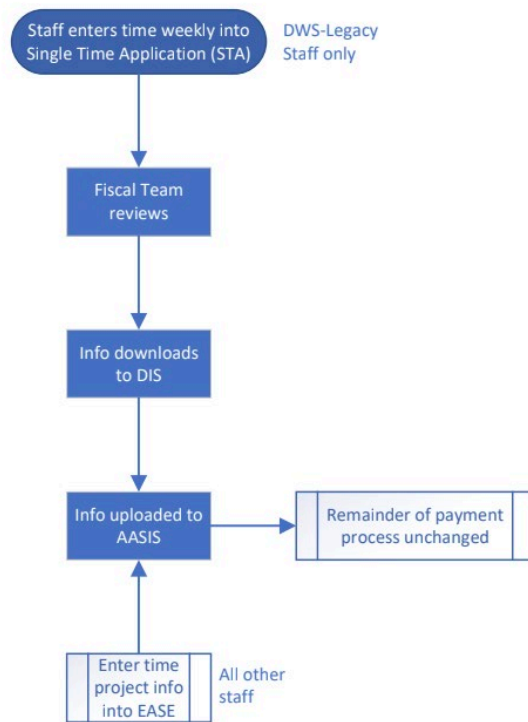 Staff enters time weekly into
Single Time Application (STA)
DWS-Legacy
Staff only
Fiscal Team
reviews
Info downloads
to DIS
Info uploaded to
AASIS
Remainder of payment
process unchanged
Enter time
project info
into EASE
All other
staff